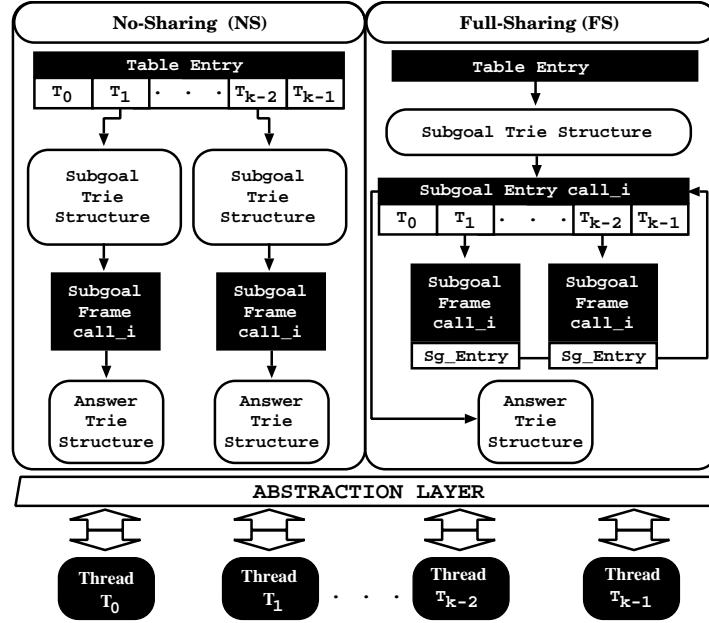 No-Sharing (NS)
Table Entry
T0 T1 . . . Tk-2 Tk-1
Subgoal
Trie
Structure
Subgoal
Trie
Structure
Subgoal
Frame
call_i
Subgoal
Frame
call_i
Answer
Trie
Structure
Answer
Trie
Structure
Full-Sharing (FS)
Table Entry
Subgoal Trie Structure
Subgoal Entry call_i
T0 T1 . . . Tk-2 Tk-1
Subgoal
Frame
call_i
Sg_Entry
Subgoal
Frame
call_i
Sg_Entry
Answer
Trie
Structure
ABSTRACTION LAYER
Thread
T0
Thread
T1
. . .
Thread
Tk-2
Thread
Tk-1